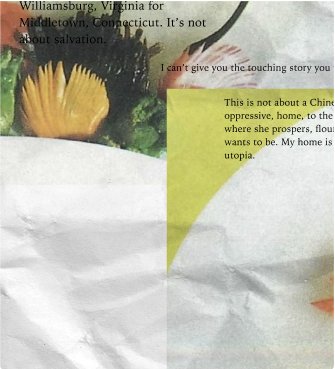 Williamsburg, Virginia for
Middletown, Connecticut. It's not
about salvation.
I can't give you the touching story you
This is not about a Chine
oppressive, home, to the
where she prospers, flou
wants to be. My home is
utopia.